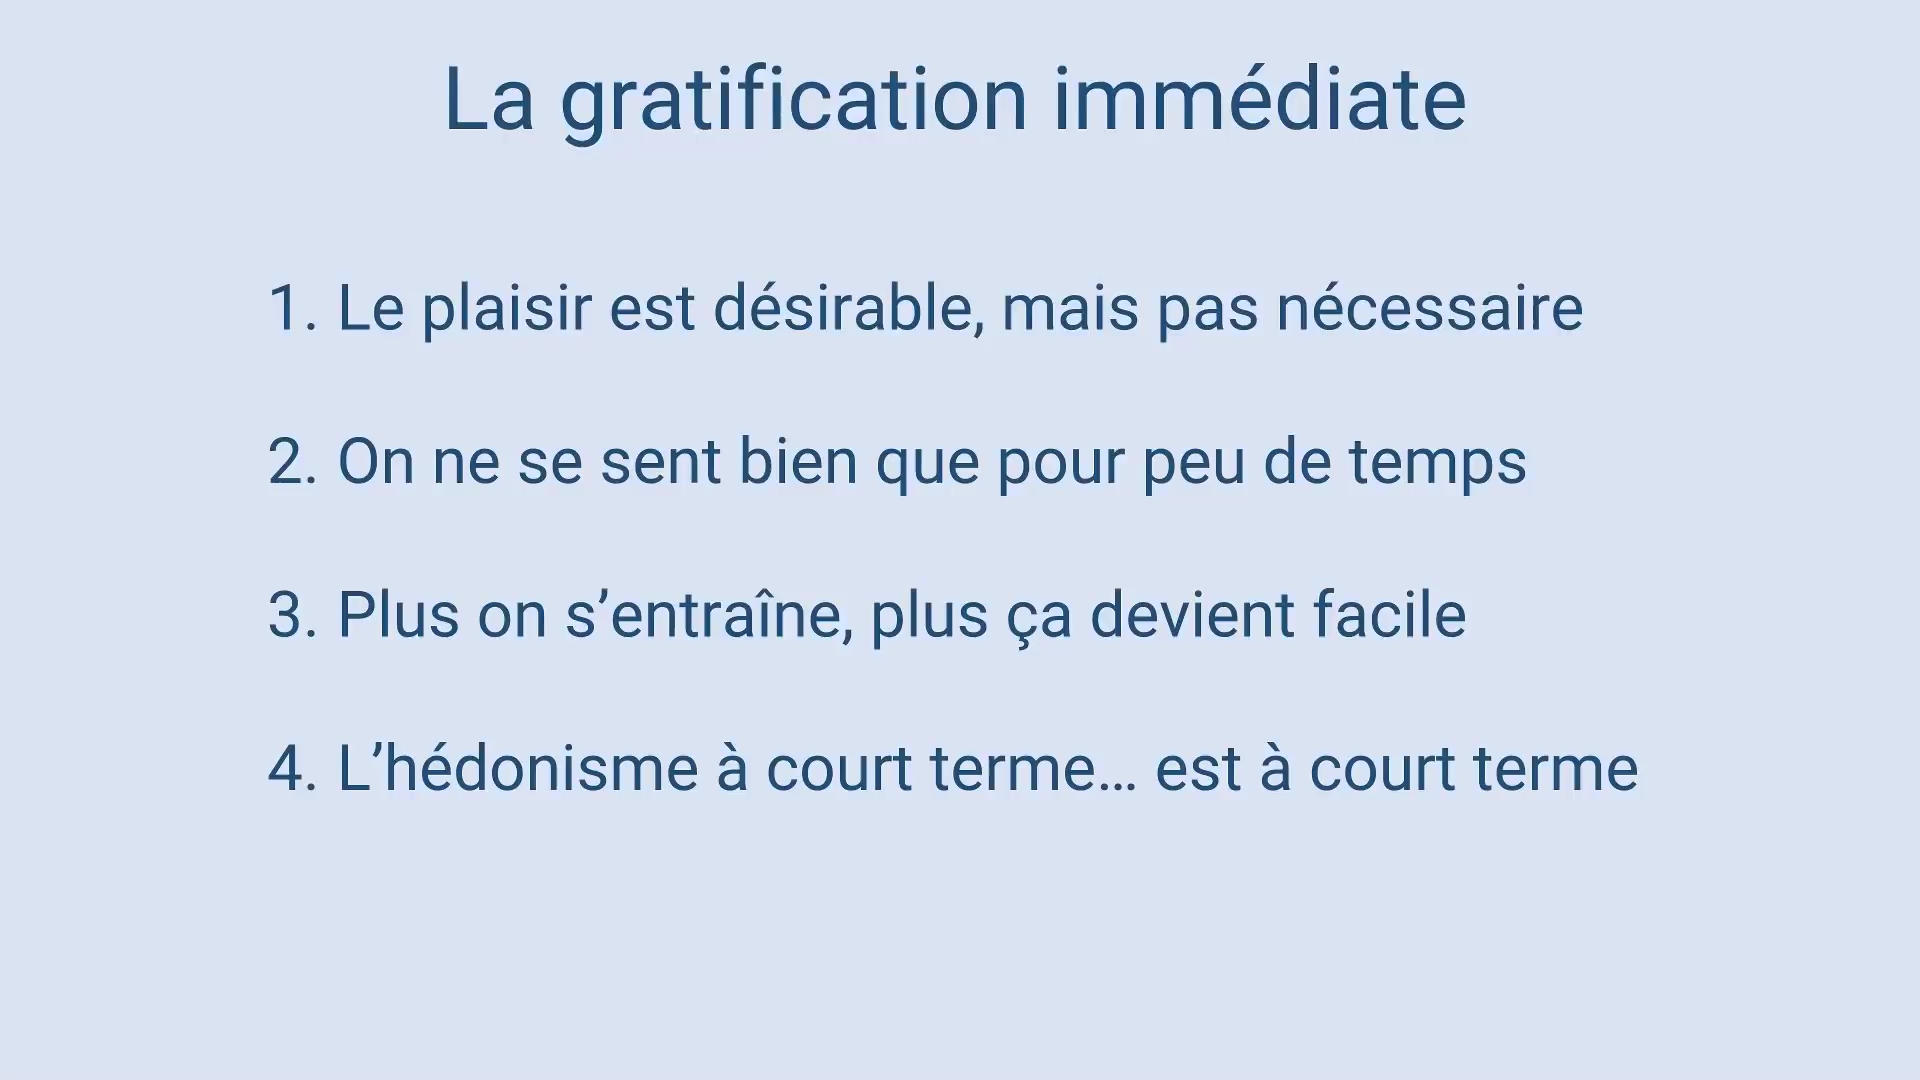 La gratification immédiate
1. Le plaisir est désirable, mais pas nécessaire
2. On ne se sent bien que pour peu de temps
3. Plus on s’entraîne, plus ça devient facile
4. L’hédonisme à court terme… est à court terme